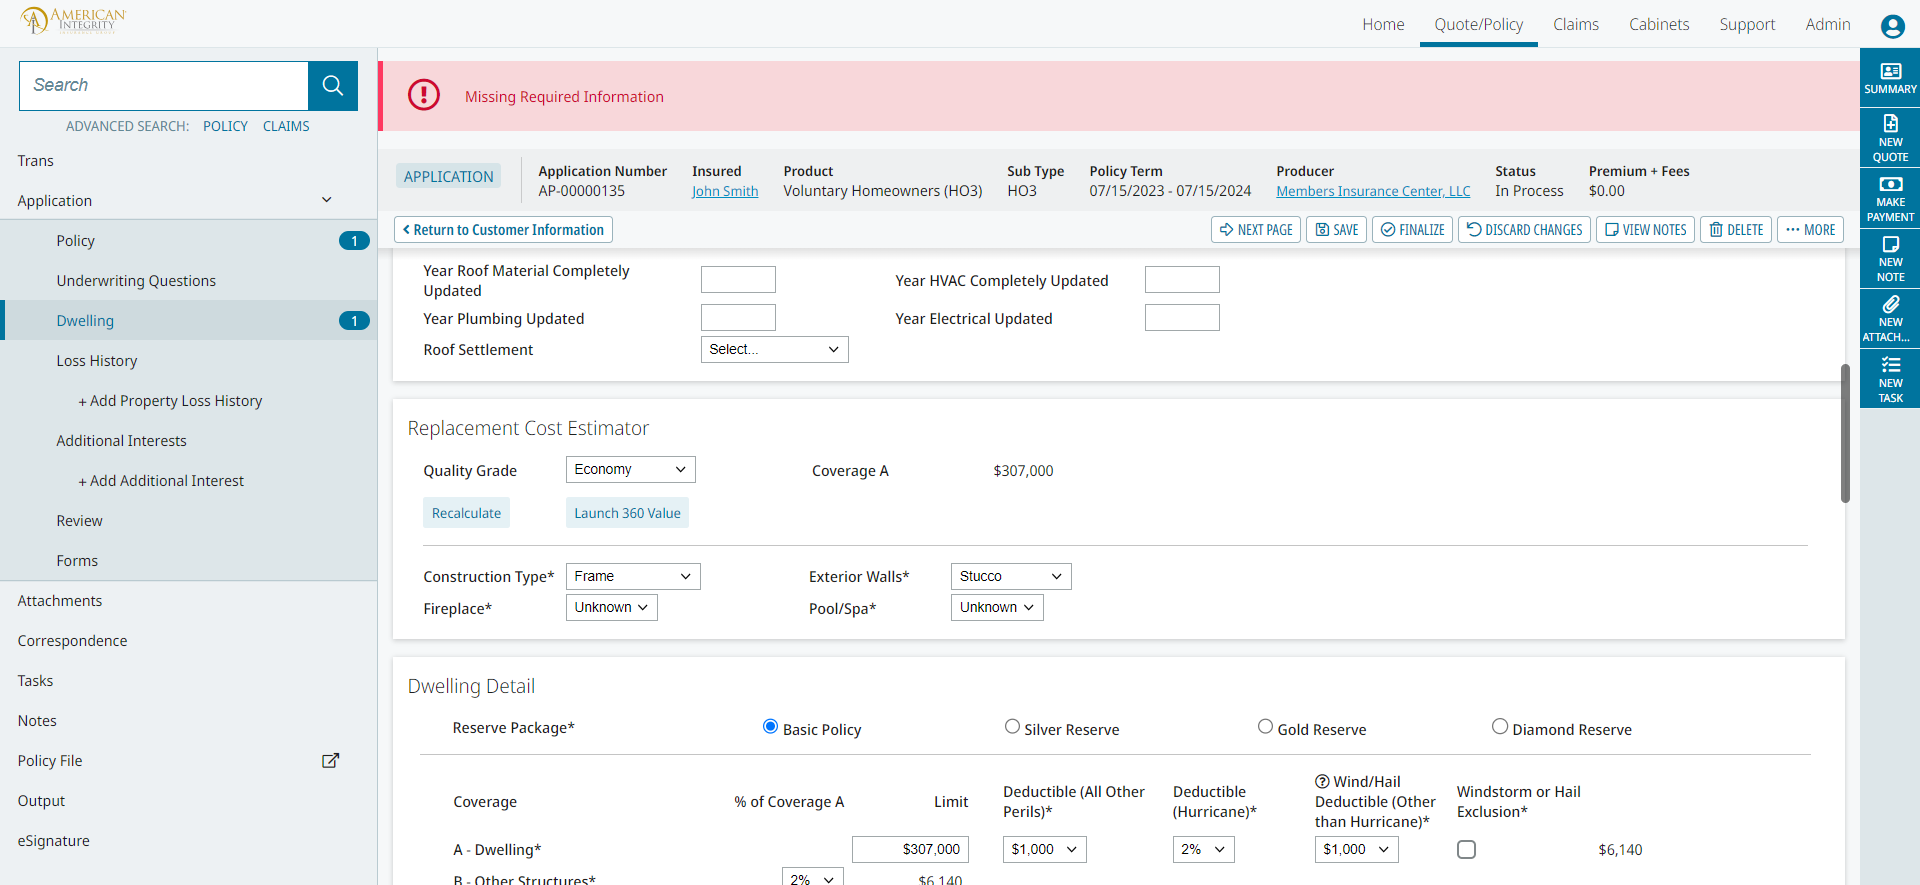 AMERICAN
INTEGRITY
Home
Quote/Policy
Claims
Cabinets
Support
Admin
Search
ADVANCED SEARCH: POLICY CLAIMS
Trans
Application
Policy 1
Underwriting Questions
Dwelling 1
Loss History
+ Add Property Loss History
Additional Interests
+ Add Additional Interest
Review
Forms
Attachments
Correspondence
Tasks
Notes
Policy File
Output
eSignature
Missing Required Information
APPLICATION
Application Number Insured Product Sub Type Policy Term Producer Status Premium + Fees
AP-00000135 John Smith Voluntary Homeowners (HO3) HO3 07/15/2023 - 07/15/2024 Members Insurance Center, LLC In Process $0.00
Return to Customer Information NEXT PAGE SAVE FINALIZE DISCARD CHANGES VIEW NOTES DELETE MORE
Year Roof Material Completely
Updated
Year HVAC Completely Updated
Year Plumbing Updated Year Electrical Updated
Roof Settlement Select...
Replacement Cost Estimator
Quality Grade Economy Coverage A $307,000
Recalculate Launch 360 Value
Construction Type* Frame Exterior Walls* Stucco
Fireplace* Unknown Pool/Spa* Unknown
Dwelling Detail
Reserve Package* Basic Policy Silver Reserve Gold Reserve Diamond Reserve
Coverage % of Coverage A Limit
Deductible (All Other
Perils)*
Deductible
(Hurricane)*
Wind/Hail
Deductible (Other
than Hurricane)*
Windstorm or Hail
Exclusion*
A - Dwelling* $307,000 $1,000 2% $1,000 $6,140
B - Other Structures* 2% $6,140
SUMMARY
NEW
QUOTE
MAKE
PAYMENT
NEW
NOTE
NEW
ATTACH...
NEW
TASK